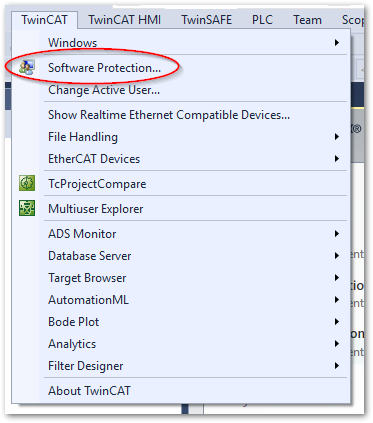 TwinCAT TwinCAT HMI TwinSAFE PLC Team Scop
Windows
Software Protection...
Change Active User...
Show Realtime Ethernet Compatible Devices...
File Handling
EtherCAT Devices
TcProjectCompare
Multiuser Explorer
ADS Monitor
Database Server
Target Browser
AutomationML
Bode Plot
Analytics
Filter Designer
About TwinCAT